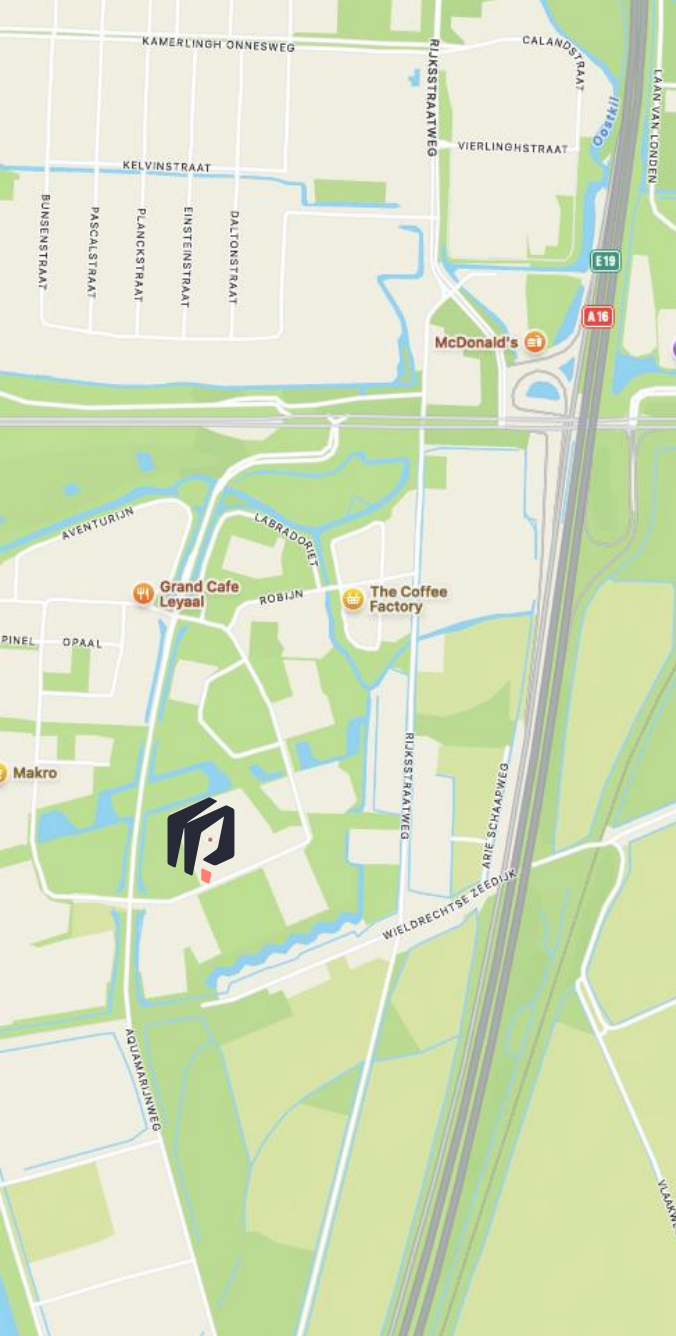 KAMERLINGH ONNESWEG
CALANDSTRAAT
RIJKSSTRAATWEG
LAAN VAN LONDEN
Oostkil
VIERLINGHSTRAAT
KELVINSTRAAT
BUNSENSTRAAT
PASCALSTRAAT
PLANCKSTRAAT
EINSTEINSTRAAT
DALTONSTRAAT
E19
A16
McDonald's
AVENTURIJN
LABRADORIET
Grand Cafe
Leyaal
ROBIJN
The Coffee
Factory
PINEL
OPAAL
Makro
RIJKSSTRAATWEG
ARIE SCHAAPWEG
WIELDRECHTSE ZEEDIJK
AQUAMARIJNWEG
VLAAKWE